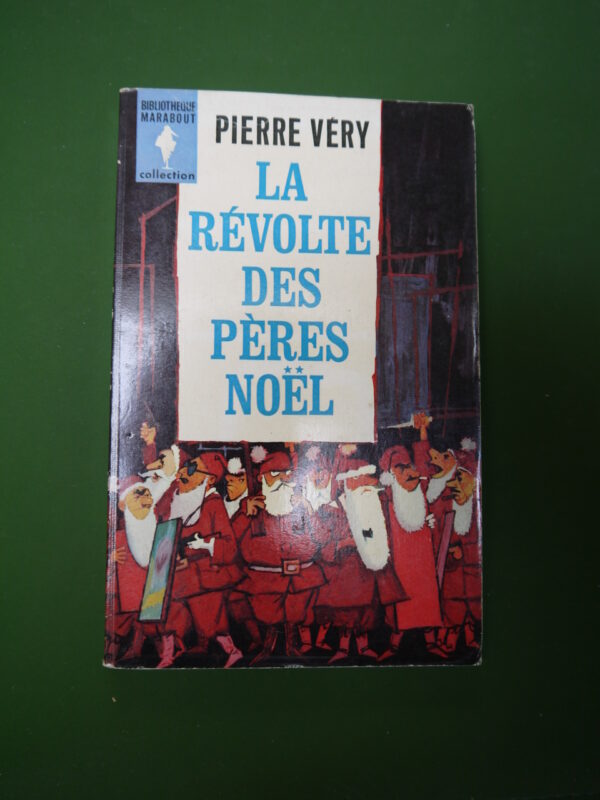 BIBLIOTHEQUE
MARABOUT
collection
PIERRE VÉRY
LA
RÉVOLTE
DES
PÈRES
NOËL